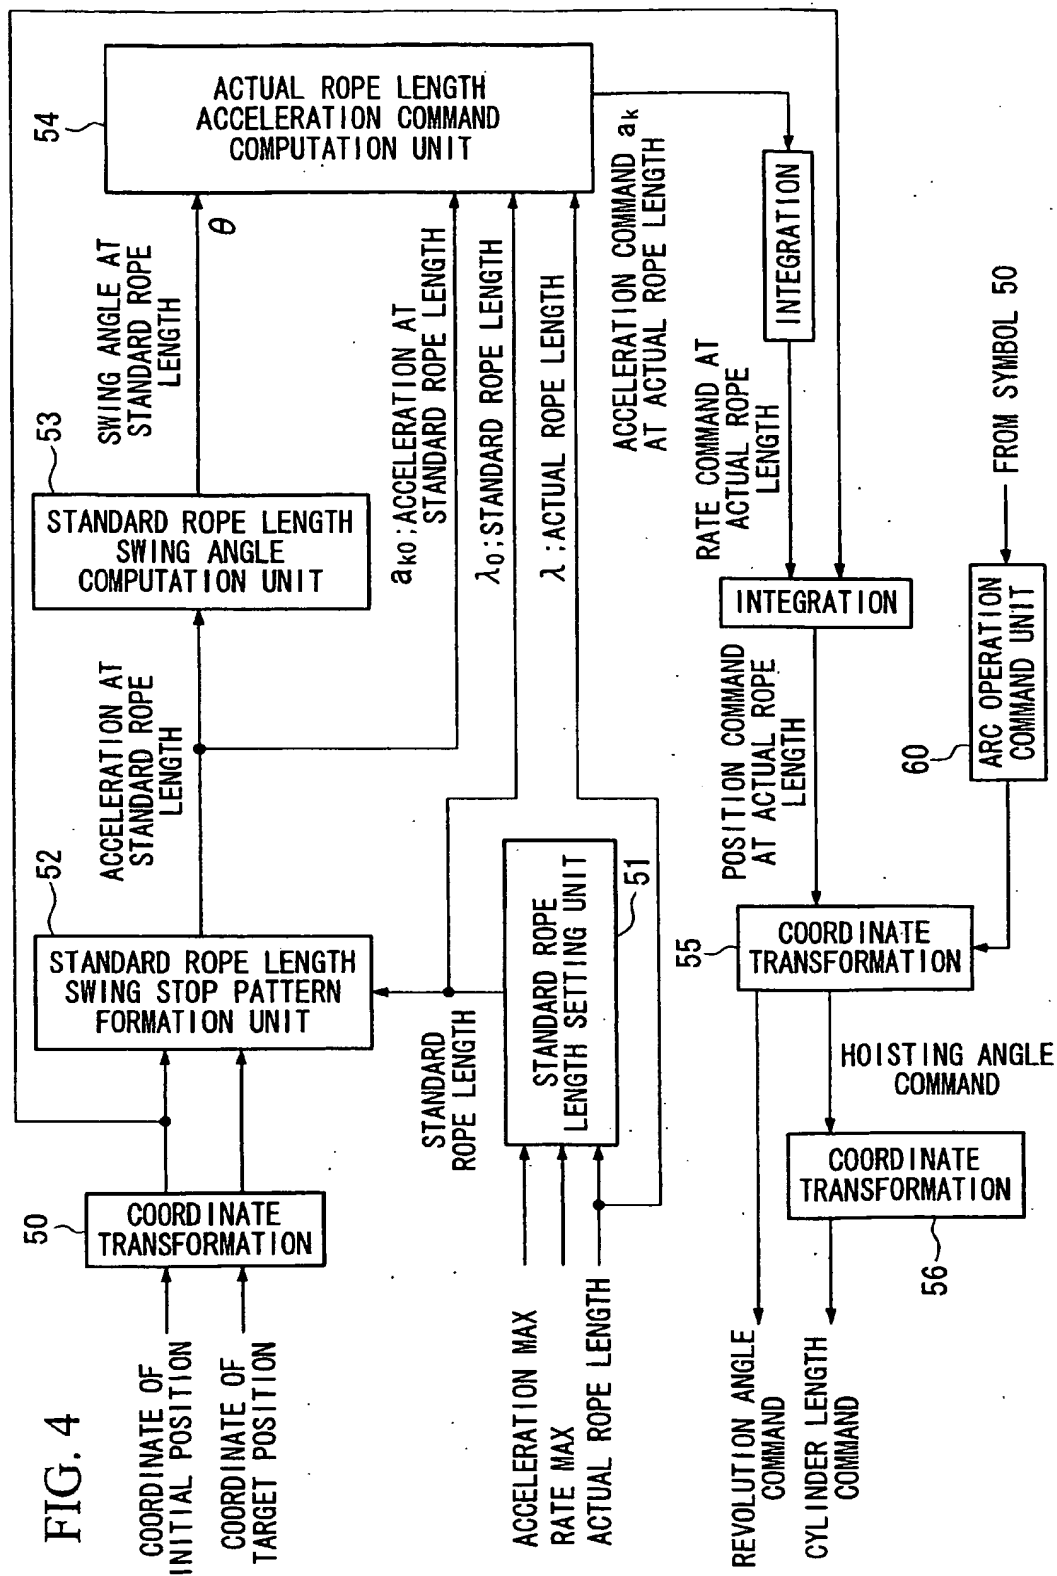 FIG. 4
COORDINATE OF
INITIAL POSITION
COORDINATE OF
TARGET POSITION
50
COORDINATE
TRANSFORMATION
52
STANDARD ROPE LENGTH
SWING STOP PATTERN
FORMATION UNIT
ACCELERATION AT
STANDARD ROPE
LENGTH
53
STANDARD ROPE LENGTH
SWING ANGLE
COMPUTATION UNIT
SWING ANGLE AT
STANDARD ROPE
LENGTH
θ
54
ACTUAL ROPE LENGTH
ACCELERATION COMMAND
COMPUTATION UNIT
ACCELERATION MAX
RATE MAX
ACTUAL ROPE LENGTH
STANDARD
ROPE LENGTH
STANDARD ROPE
LENGTH SETTING UNIT
51
ak0;ACCELERATION AT
STANDARD ROPE LENGTH
λ0;STANDARD ROPE LENGTH
λ;ACTUAL ROPE LENGTH
ACCELERATION COMMAND ak
AT ACTUAL ROPE LENGTH
INTEGRATION
RATE COMMAND AT
ACTUAL ROPE
LENGTH
INTEGRATION
POSITION COMMAND
AT ACTUAL ROPE
LENGTH
FROM SYMBOL 50
ARC OPERATION
COMMAND UNIT
60
55
COORDINATE
TRANSFORMATION
HOISTING ANGLE
COMMAND
COORDINATE
TRANSFORMATION
56
REVOLUTION ANGLE
COMMAND
CYLINDER LENGTH
COMMAND